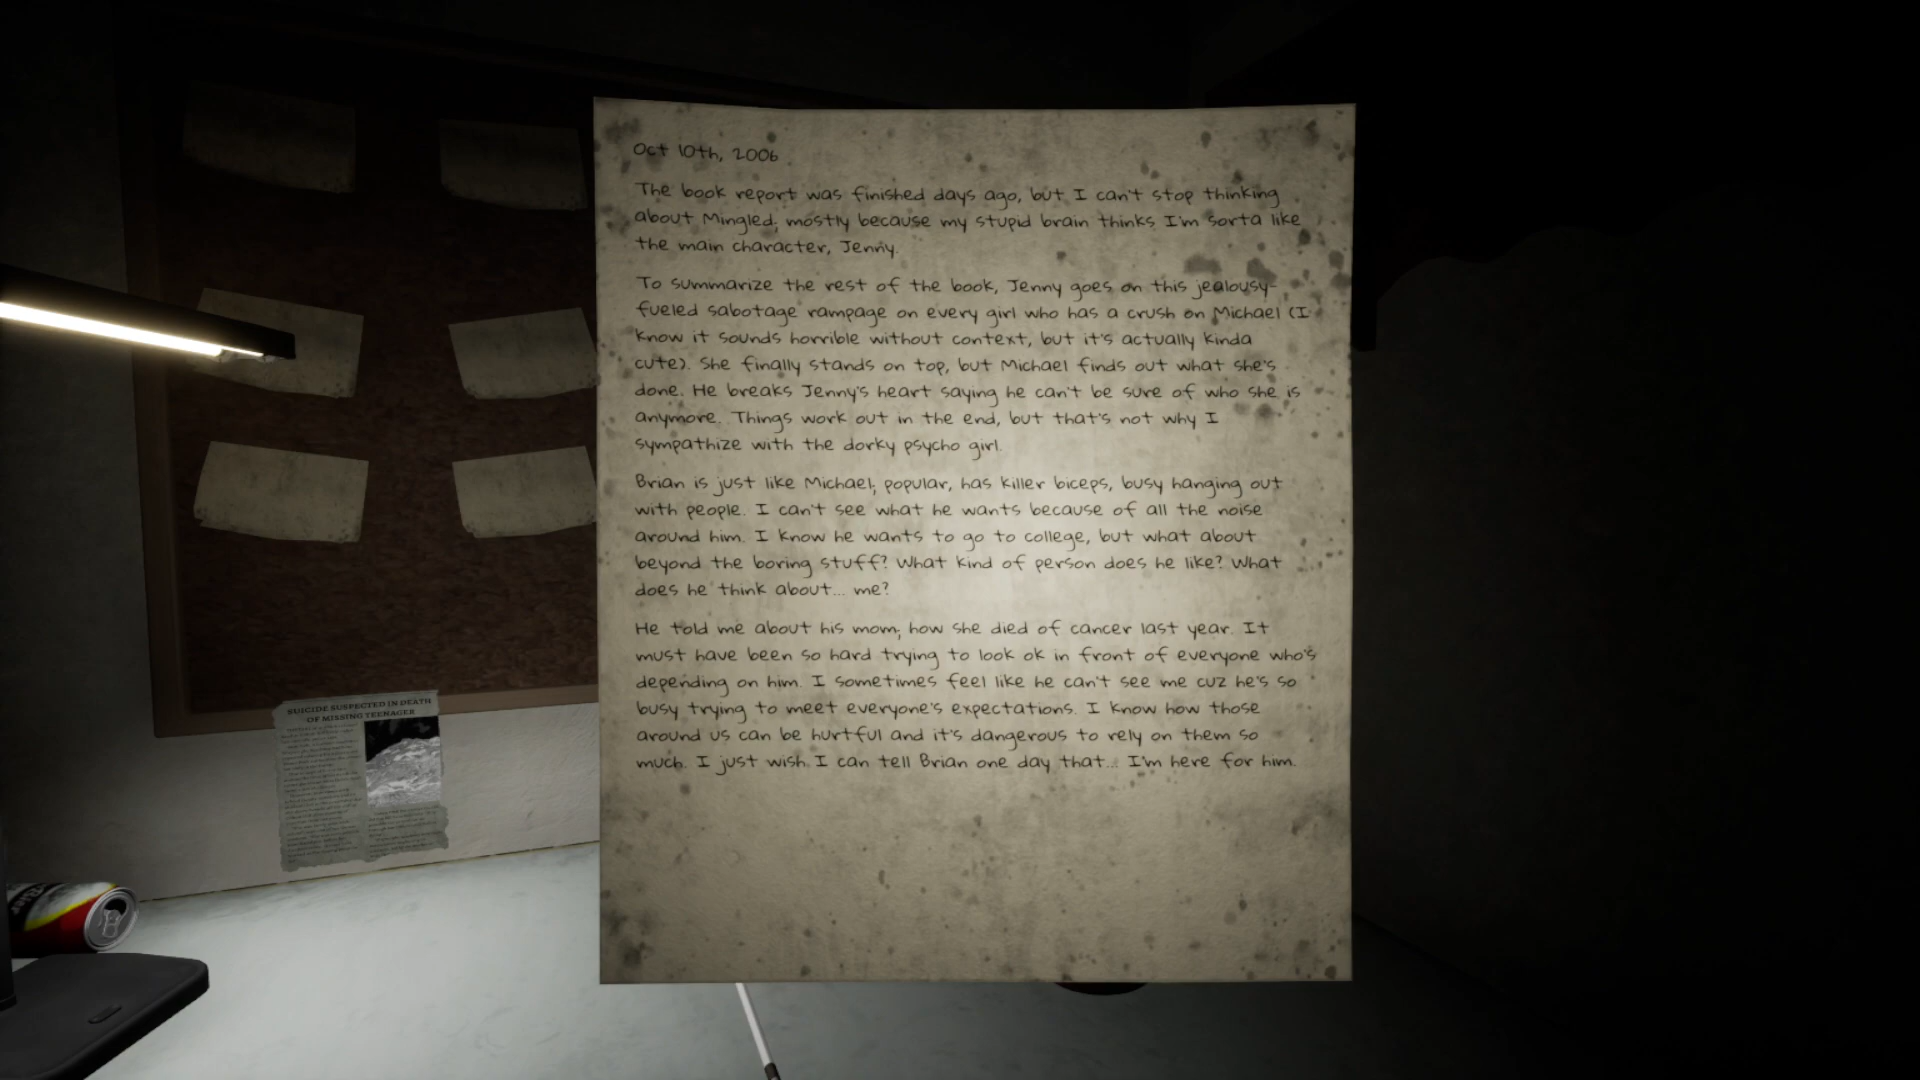 Oct 10th, 2006
The book report was finished days ago, but I can't stop thinking
about Mingled; mostly because my stupid brain thinks I'm sorta like
the main character, Jenny.
To summarize the rest of the book, Jenny goes on this jealousy-
fueled sabotage rampage on every girl who has a crush on Michael (I
know it sounds horrible without context, but it's actually kinda
cute). She finally stands on top, but Michael finds out what she's
done. He breaks Jenny's heart saying he can't be sure of who she is
anymore. Things work out in the end, but that's not why I
sympathize with the dorky psycho girl.
Brian is just like Michael; popular, has killer biceps, busy hanging out
with people. I can't see what he wants because of all the noise
around him. I know he wants to go to college, but what about
beyond the boring stuff? What kind of person does he like? What
does he think about... me?
He told me about his mom; how she died of cancer last year. It
must have been so hard trying to look ok in front of everyone who's
depending on him. I sometimes feel like he can't see me cuz he's so
busy trying to meet everyone's expectations. I know how those
around us can be hurtful and it's dangerous to rely on them so
much. I just wish I can tell Brian one day that... I'm here for him.
SUICIDE SUSPECTED IN DEATH
OF MISSING TEENAGER